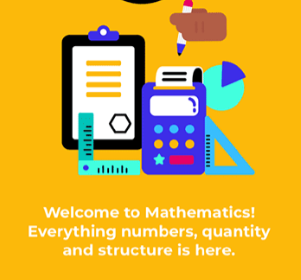 Welcome to Mathematics!
Everything numbers, quantity
and structure is here.